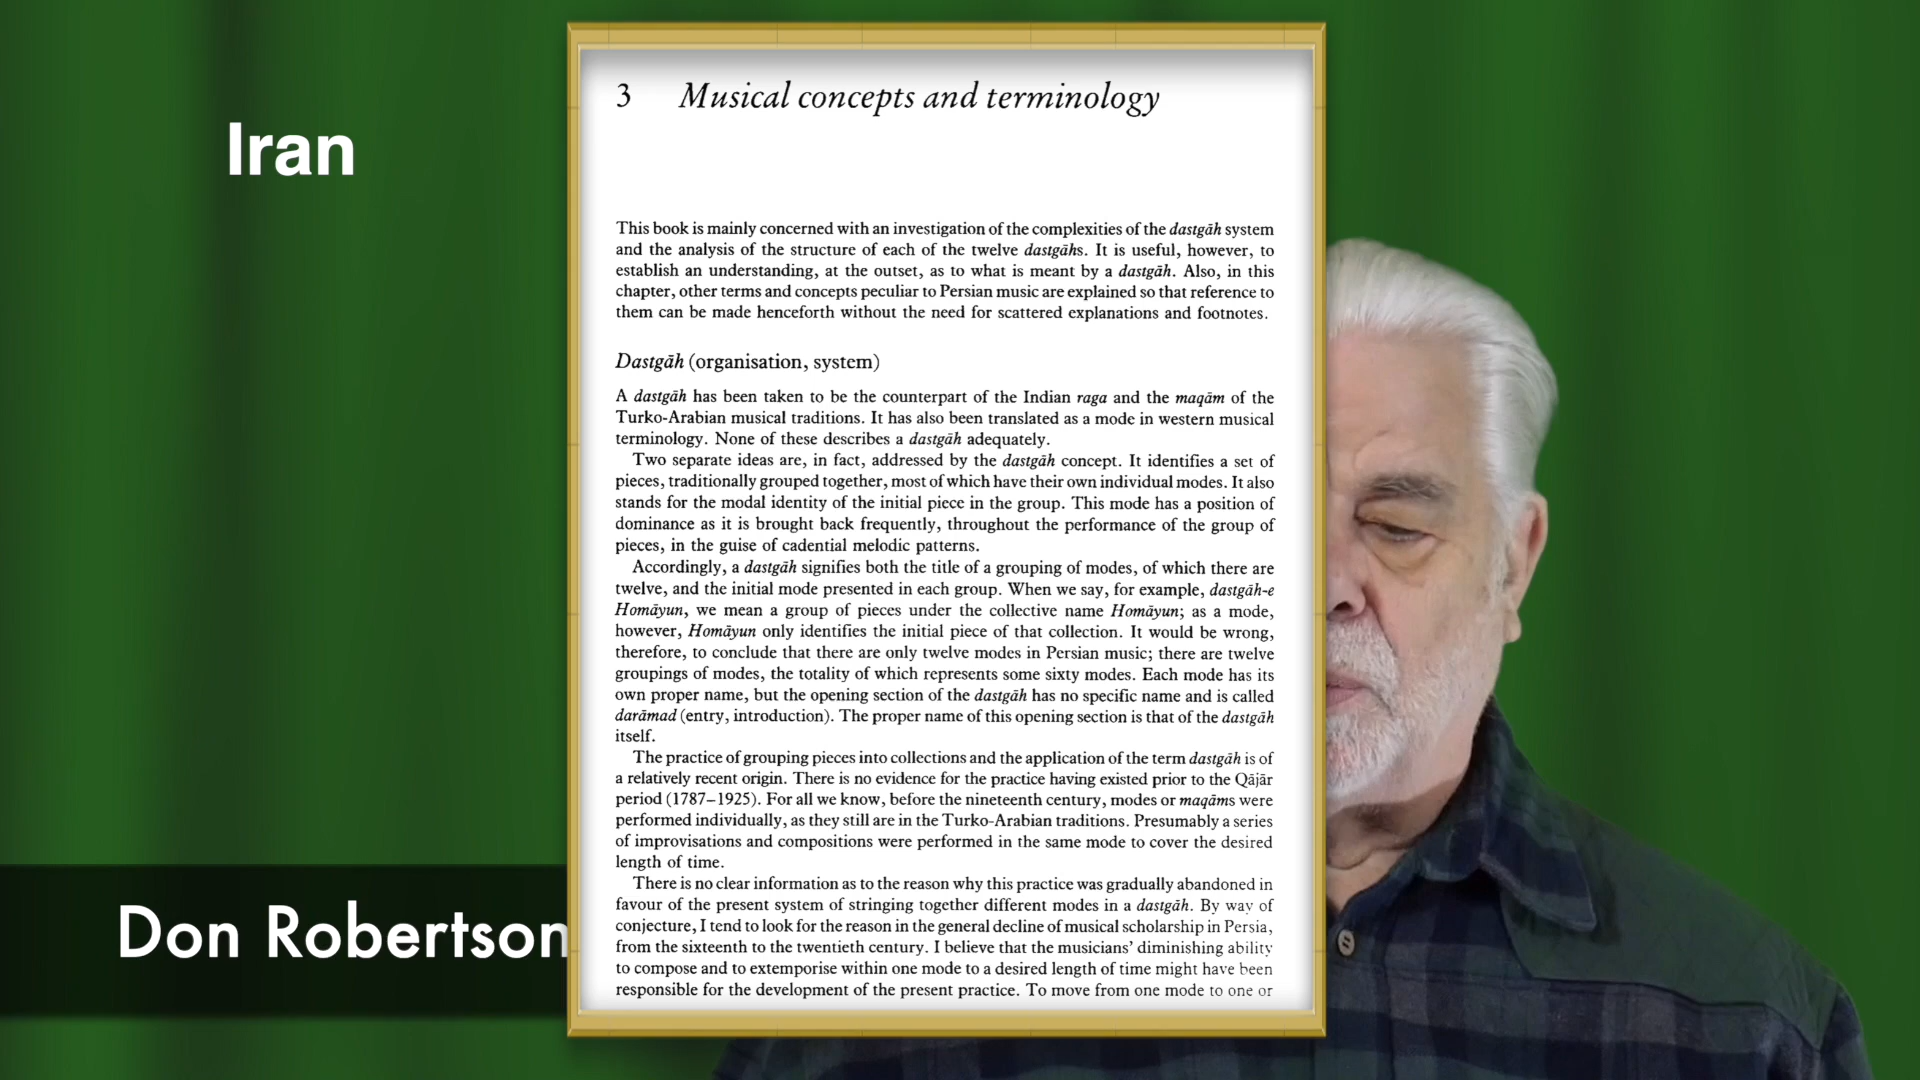 Iran
3 Musical concepts and terminology
This book is mainly concerned with an investigation of the complexities of the dastgāh system
and the analysis of the structure of each of the twelve dastgāhs. It is useful, however, to
establish an understanding, at the outset, as to what is meant by a dastgāh. Also, in this
chapter, other terms and concepts peculiar to Persian music are explained so that reference to
them can be made henceforth without the need for scattered explanations and footnotes.
Dastgāh (organisation, system)
A dastgāh has been taken to be the counterpart of the Indian raga and the maqām of the
Turko-Arabian musical traditions. It has also been translated as a mode in western musical
terminology. None of these describes a dastgāh adequately.
Two separate ideas are, in fact, addressed by the dastgāh concept. It identifies a set of
pieces, traditionally grouped together, most of which have their own individual modes. It also
stands for the modal identity of the initial piece in the group. This mode has a position of
dominance as it is brought back frequently, throughout the performance of the group of
pieces, in the guise of cadential melodic patterns.
Accordingly, a dastgāh signifies both the title of a grouping of modes, of which there are
twelve, and the initial mode presented in each group. When we say, for example, dastgāh-e
Homāyun, we mean a group of pieces under the collective name Homāyun; as a mode,
however, Homāyun only identifies the initial piece of that collection. It would be wrong,
therefore, to conclude that there are only twelve modes in Persian music; there are twelve
groupings of modes, the totality of which represents some sixty modes. Each mode has its
own proper name, but the opening section of the dastgāh has no specific name and is called
darāmad (entry, introduction). The proper name of this opening section is that of the dastgāh
itself.
The practice of grouping pieces into collections and the application of the term dastgāh is of
a relatively recent origin. There is no evidence for the practice having existed prior to the Qājār
period (1787–1925). For all we know, before the nineteenth century, modes or maqāms were
performed individually, as they still are in the Turko-Arabian traditions. Presumably a series
of improvisations and compositions were performed in the same mode to cover the desired
length of time.
There is no clear information as to the reason why this practice was gradually abandoned in
favour of the present system of stringing together different modes in a dastgāh. By way of
conjecture, I tend to look for the reason in the general decline of musical scholarship in Persia,
from the sixteenth to the twentieth century. I believe that the musicians' diminishing ability
to compose and to extemporise within one mode to a desired length of time might have been
responsible for the development of the present practice. To move from one mode to one or
Don Robertson